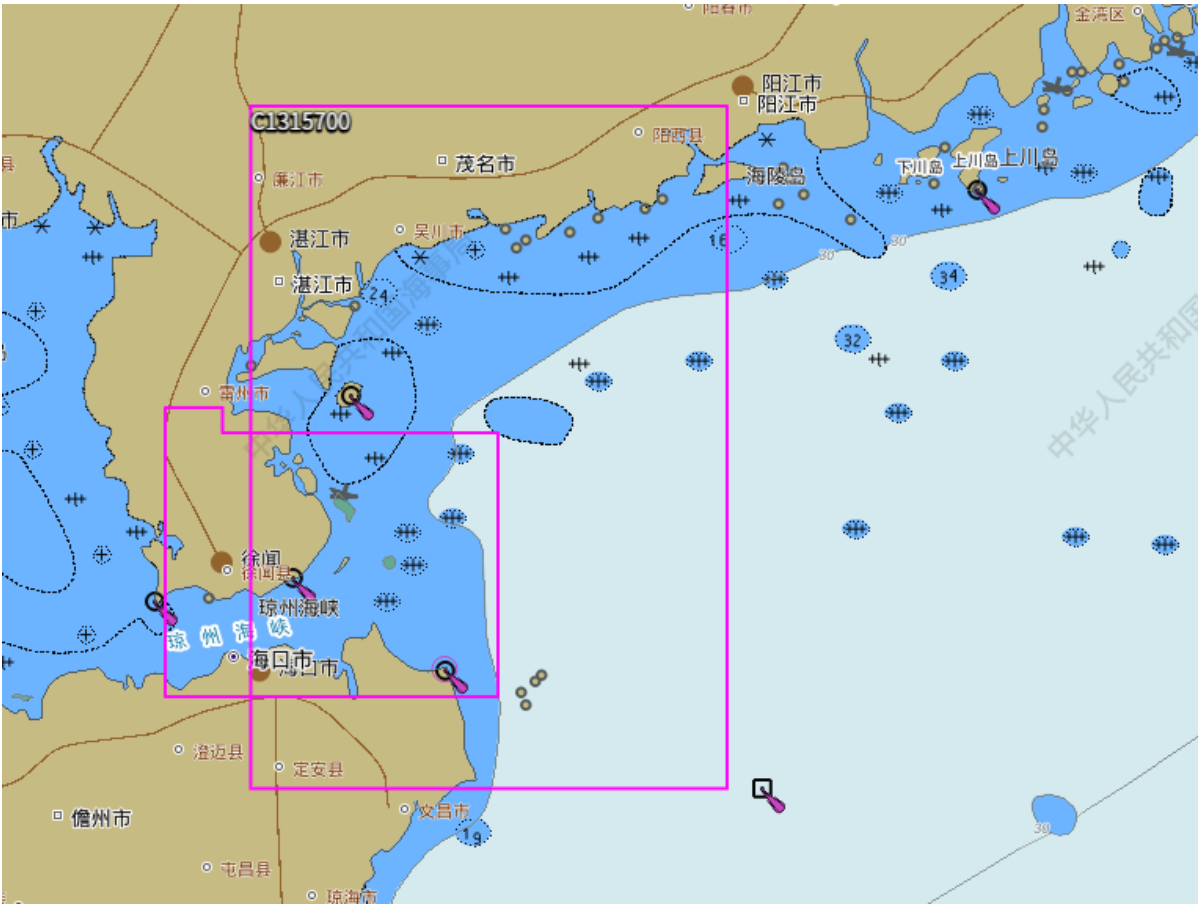 阳春市
金湾区
阳江市
阳江市
C1315700
阳西县
县
茂名市
廉江市
海陵岛
下川岛
上川岛
上川岛
市
湛江市
吴川市
16
30
30
湛江市
24
34
32
雷州市
中华人民共和国海事局
中华人民共和国
徐闻
徐闻县
琼州海峡
琼州海峡
海口市
海口市
澄迈县
定安县
儋州市
文昌市
19
30
屯昌县
琼海市